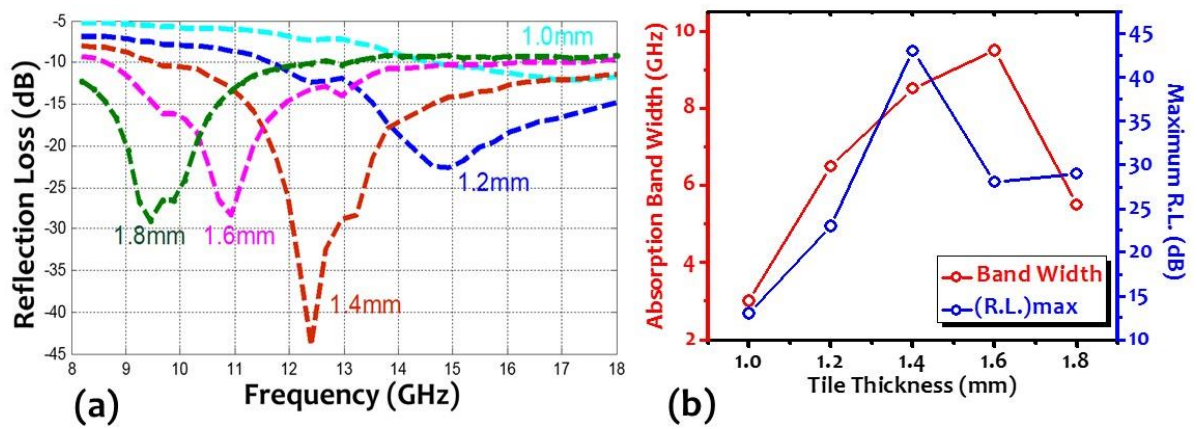 Reflection Loss (dB)
-5
-10
-15
-20
-25
-30
-35
-40
-45
1.0mm
1.2mm
1.8mm
1.6mm
1.4mm
8
9
10
11
12
13
14
15
16
17
18
Frequency (GHz)
(a)
Absorption Band Width (GHz)
10
8
6
4
2
Band Width
(R.L.)max
45
40
35
30
25
20
15
10
Maximum R.L. (dB)
1.0
1.2
1.4
1.6
1.8
Tile Thickness (mm)
(b)